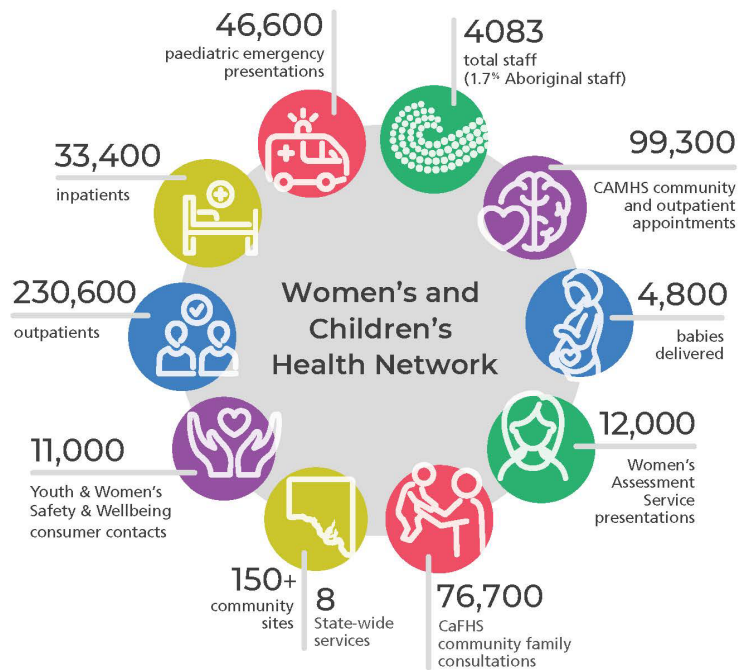 46,600
paediatric emergency
presentations
4083
total staff
(1.7% Aboriginal staff)
99,300
CAMHS community
and outpatient
appointments
4,800
babies
delivered
12,000
Women's
Assessment
Service
presentations
76,700
CaFHS
community family
consultations
8
State-wide
services
150+
community
sites
11,000
Youth & Women's
Safety & Wellbeing
consumer contacts
230,600
outpatients
33,400
inpatients
Women's and
Children's
Health Network